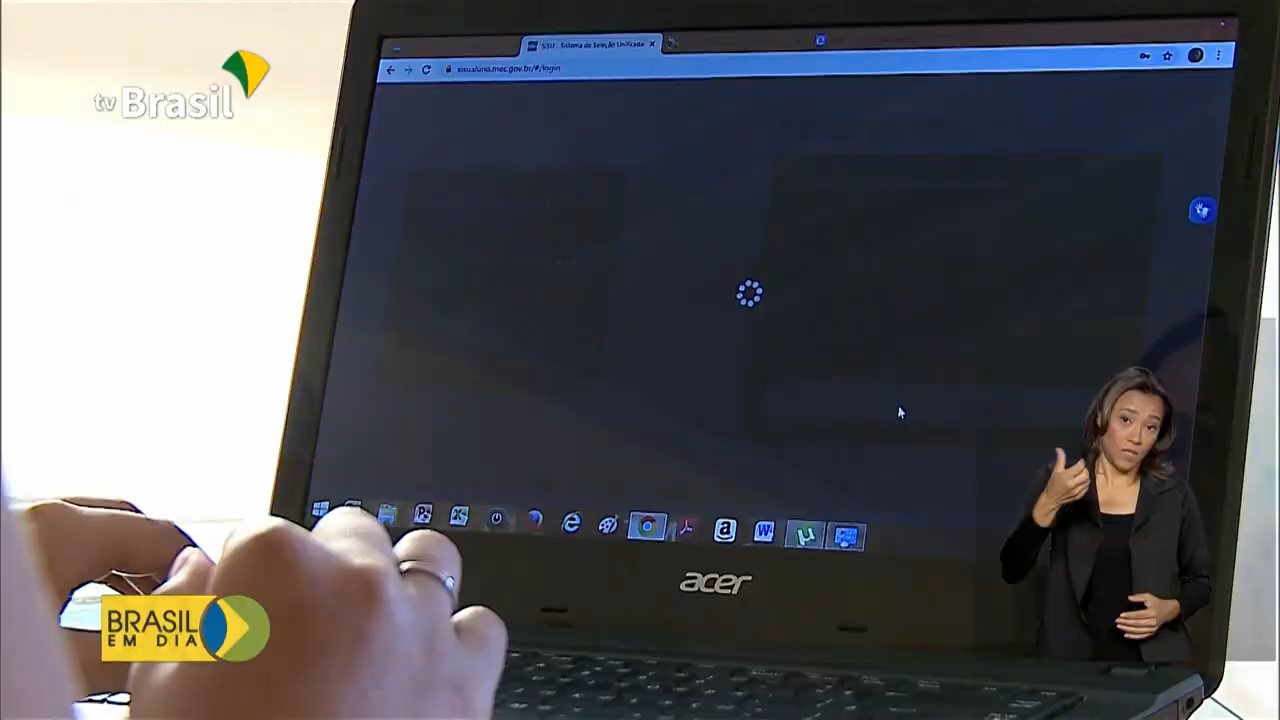 tv Brasil
SISU - Sistema de Seleção Unificada
sisualuno.mec.gov.br/#/login
acer
BRASIL
EM DIA